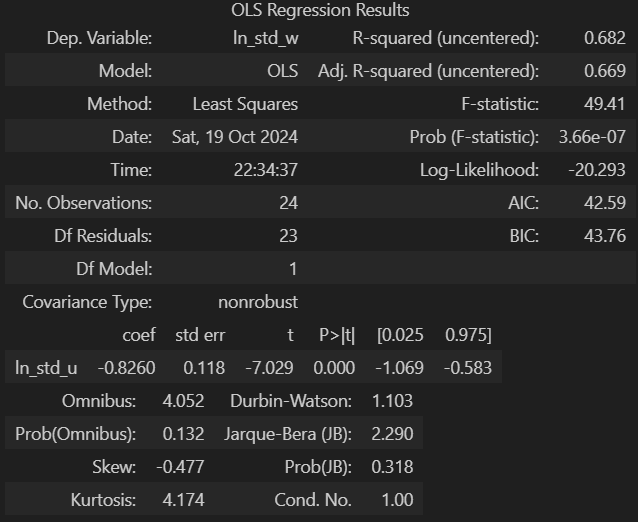 OLS Regression Results
Dep. Variable: ln_std_w R-squared (uncentered): 0.682
Model: OLS Adj. R-squared (uncentered): 0.669
Method: Least Squares F-statistic: 49.41
Date: Sat, 19 Oct 2024 Prob (F-statistic): 3.66e-07
Time: 22:34:37 Log-Likelihood: -20.293
No. Observations: 24 AIC: 42.59
Df Residuals: 23 BIC: 43.76
Df Model: 1
Covariance Type: nonrobust
coef std err t P>|t| [0.025 0.975]
ln_std_u -0.8260 0.118 -7.029 0.000 -1.069 -0.583
Omnibus: 4.052 Durbin-Watson: 1.103
Prob(Omnibus): 0.132 Jarque-Bera (JB): 2.290
Skew: -0.477 Prob(JB): 0.318
Kurtosis: 4.174 Cond. No. 1.00